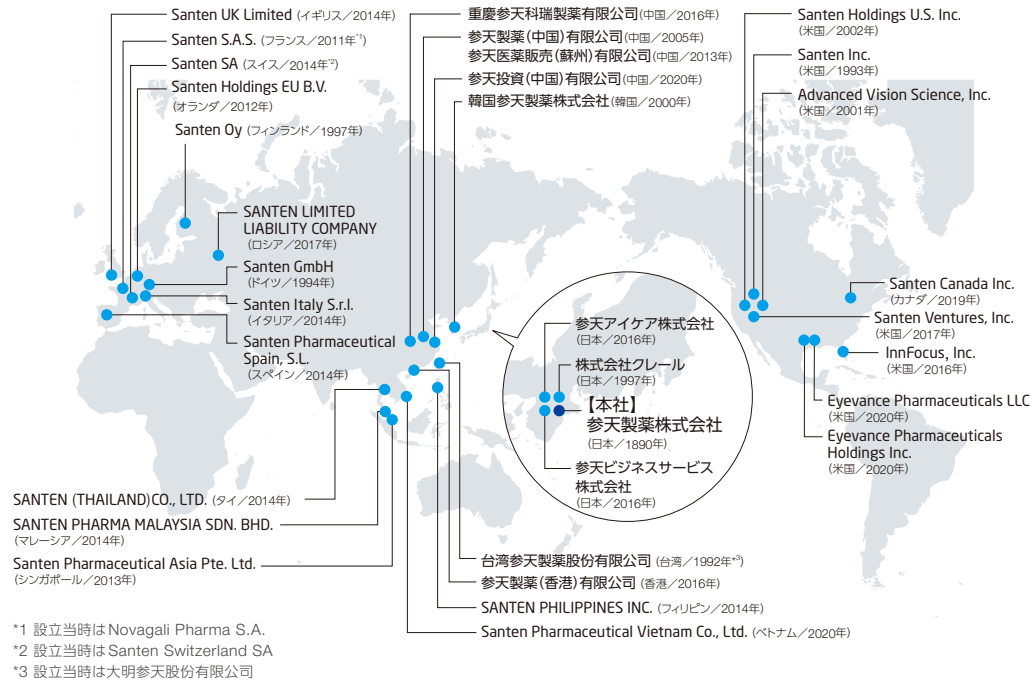 Santen UK Limited (イギリス／2014年)
Santen S.A.S. (フランス／2011年*1)
Santen SA (スイス／2014年*2)
Santen Holdings EU B.V.
(オランダ／2012年)
Santen Oy (フィンランド／1997年)
SANTEN LIMITED
LIABILITY COMPANY
(ロシア／2017年)
Santen GmbH
(ドイツ／1994年)
Santen Italy S.r.l.
(イタリア／2014年)
Santen Pharmaceutical
Spain, S.L.
(スペイン／2014年)
重慶参天科瑞製薬有限公司(中国／2016年)
参天製薬(中国)有限公司(中国／2005年)
参天医薬販売(蘇州)有限公司(中国／2013年)
参天投資(中国)有限公司(中国／2020年)
韓国参天製薬株式会社(韓国／2000年)
Santen Holdings U.S. Inc.
(米国／2002年)
Santen Inc.
(米国／1993年)
Advanced Vision Science, Inc.
(米国／2001年)
Santen Canada Inc.
(カナダ／2019年)
Santen Ventures, Inc.
(米国／2017年)
InnFocus, Inc.
(米国／2016年)
Eyevance Pharmaceuticals LLC
(米国／2020年)
Eyevance Pharmaceuticals
Holdings Inc.
(米国／2020年)
参天アイケア株式会社
(日本／2016年)
株式会社クレール
(日本／1997年)
【本社】
参天製薬株式会社
(日本／1890年)
参天ビジネスサービス
株式会社
(日本／2016年)
SANTEN (THAILAND)CO., LTD. (タイ／2014年)
SANTEN PHARMA MALAYSIA SDN. BHD.
(マレーシア／2014年)
Santen Pharmaceutical Asia Pte. Ltd.
(シンガポール／2013年)
台湾参天製薬股份有限公司(台湾／1992年*3)
参天製薬(香港)有限公司(香港／2016年)
SANTEN PHILIPPINES INC. (フィリピン／2014年)
Santen Pharmaceutical Vietnam Co., Ltd. (ベトナム／2020年)
*1 設立当時はNovagali Pharma S.A.
*2 設立当時はSanten Switzerland SA
*3 設立当時は大明参天股份有限公司